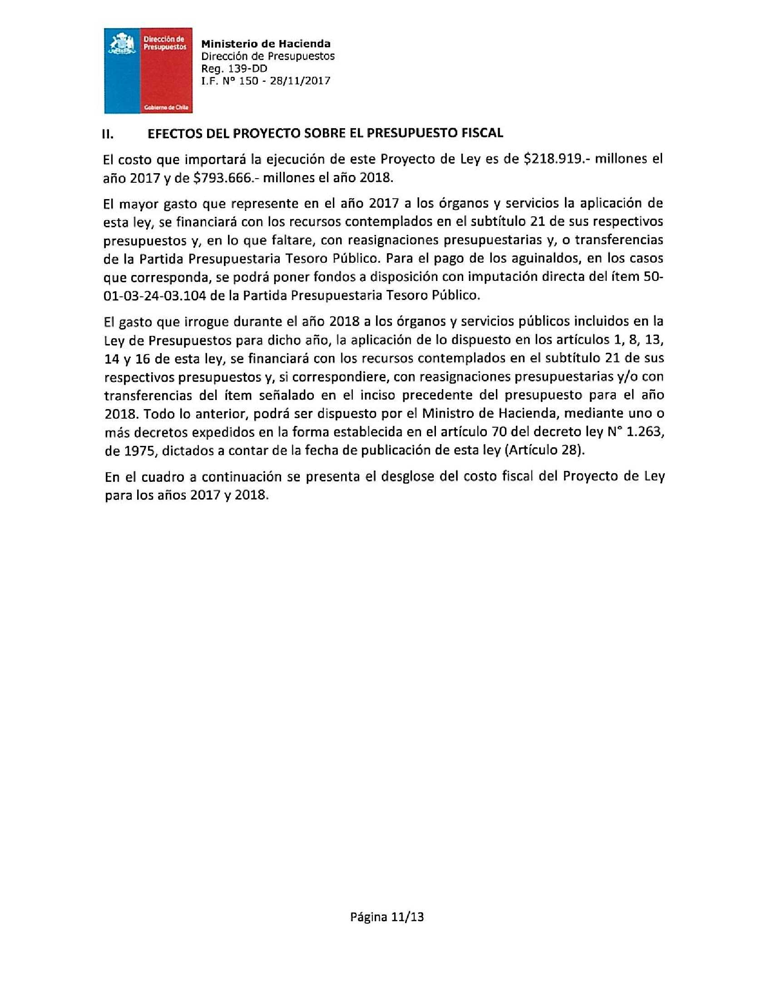 Dirección de
Presupuestos
Gobierno de Chile
Ministerio de Hacienda
Dirección de Presupuestos
Reg. 139-DD
I.F. Nº 150 - 28/11/2017
II. EFECTOS DEL PROYECTO SOBRE EL PRESUPUESTO FISCAL
El costo que importará la ejecución de este Proyecto de Ley es de $218.919.- millones el
año 2017 y de $793.666.- millones el año 2018.
El mayor gasto que represente en el año 2017 a los órganos y servicios la aplicación de
esta ley, se financiará con los recursos contemplados en el subtítulo 21 de sus respectivos
presupuestos y, en lo que faltare, con reasignaciones presupuestarias y, o transferencias
de la Partida Presupuestaria Tesoro Público. Para el pago de los aguinaldos, en los casos
que corresponda, se podrá poner fondos a disposición con imputación directa del ítem 50-
01-03-24-03.104 de la Partida Presupuestaria Tesoro Público.
El gasto que irrogue durante el año 2018 a los órganos y servicios públicos incluidos en la
Ley de Presupuestos para dicho año, la aplicación de lo dispuesto en los artículos 1, 8, 13,
14 y 16 de esta ley, se financiará con los recursos contemplados en el subtítulo 21 de sus
respectivos presupuestos y, si correspondiere, con reasignaciones presupuestarias y/o con
transferencias del ítem señalado en el inciso precedente del presupuesto para el año
2018. Todo lo anterior, podrá ser dispuesto por el Ministro de Hacienda, mediante uno o
más decretos expedidos en la forma establecida en el artículo 70 del decreto ley N° 1.263,
de 1975, dictados a contar de la fecha de publicación de esta ley (Artículo 28).
En el cuadro a continuación se presenta el desglose del costo fiscal del Proyecto de Ley
para los años 2017 y 2018.
Página 11/13